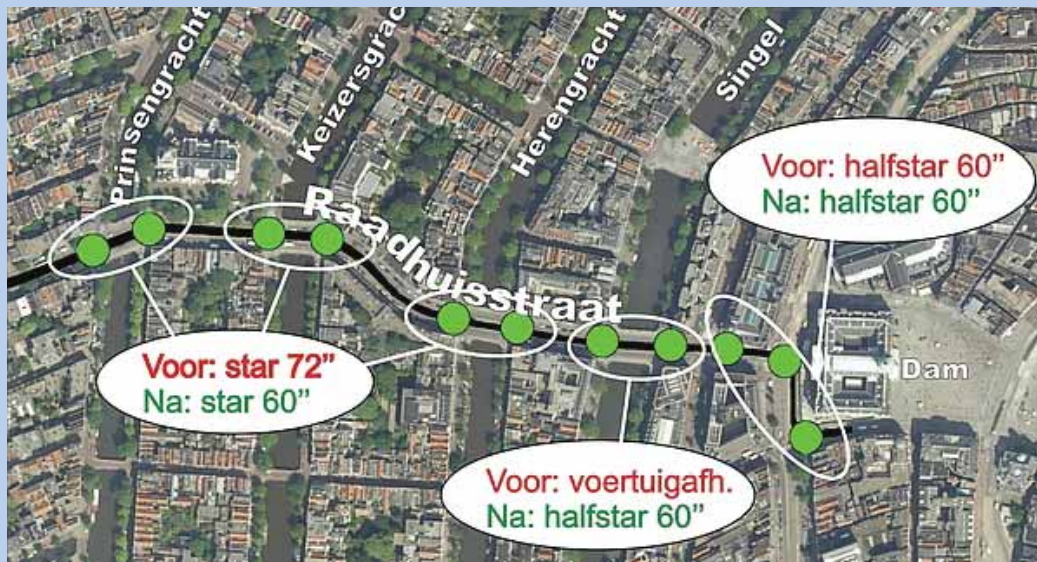 Prinsengracht
Keizersgracht
Herengracht
Singel
Raadhuisstraat
Voor: halfstar 60”
Na: halfstar 60”
Dam
Voor: star 72”
Na: star 60”
Voor: voertuigafh.
Na: halfstar 60”